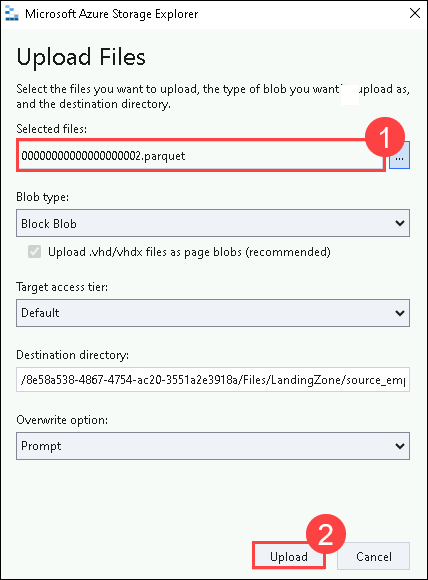 Microsoft Azure Storage Explorer
Upload Files
Select the files you want to upload, the type of blob you want upload as,
and the destination directory.
Selected files:
1
00000000000000000002.parquet
...
Blob type:
Block Blob
Upload .vhd/vhdx files as page blobs (recommended)
Target access tier:
Default
Destination directory:
/8e58a538-4867-4754-ac20-3551a2e3918a/Files/LandingZone/source_emp
Overwrite option:
Prompt
2
Upload Cancel